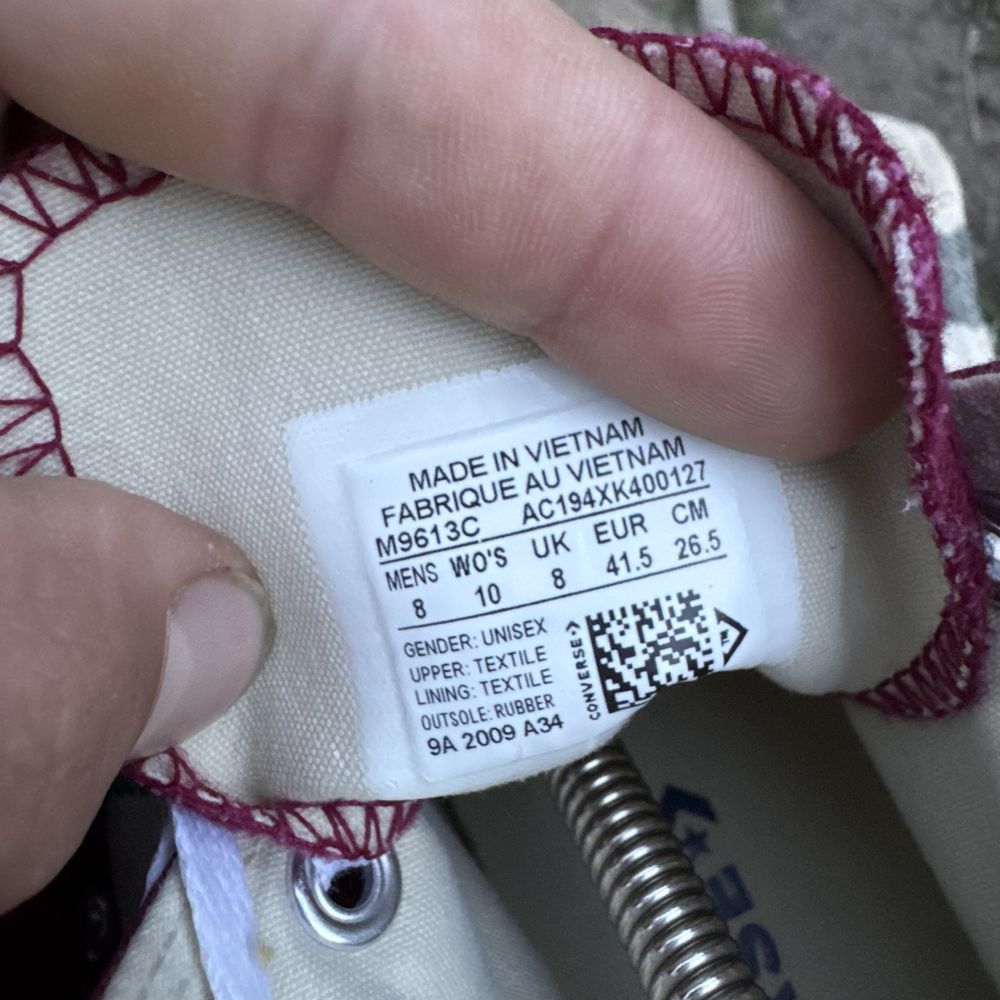 MADE IN VIETNAM
FABRIQUE AU VIETNAM
M9613C AC194XK400127
MENS WO'S UK EUR CM
8 10 8 41.5 26.5
GENDER: UNISEX
UPPER: TEXTILE
LINING: TEXTILE
OUTSOLE: RUBBER
9A 2009 A34
CONVERSE
TM